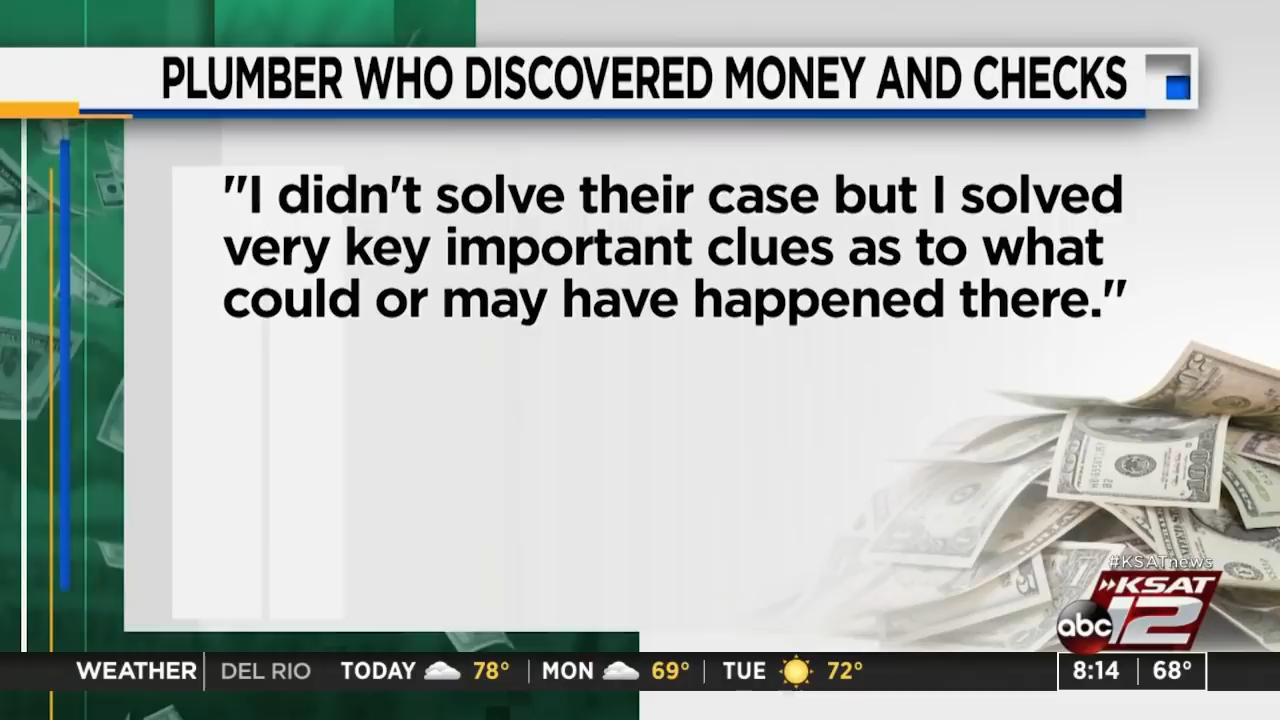 PLUMBER WHO DISCOVERED MONEY AND CHECKS
"I didn't solve their case but I solved
very key important clues as to what
could or may have happened there."
#KSATnews
KSAT
abc 12
WEATHER DEL RIO TODAY 78° MON 69° TUE 72° 8:14 68°